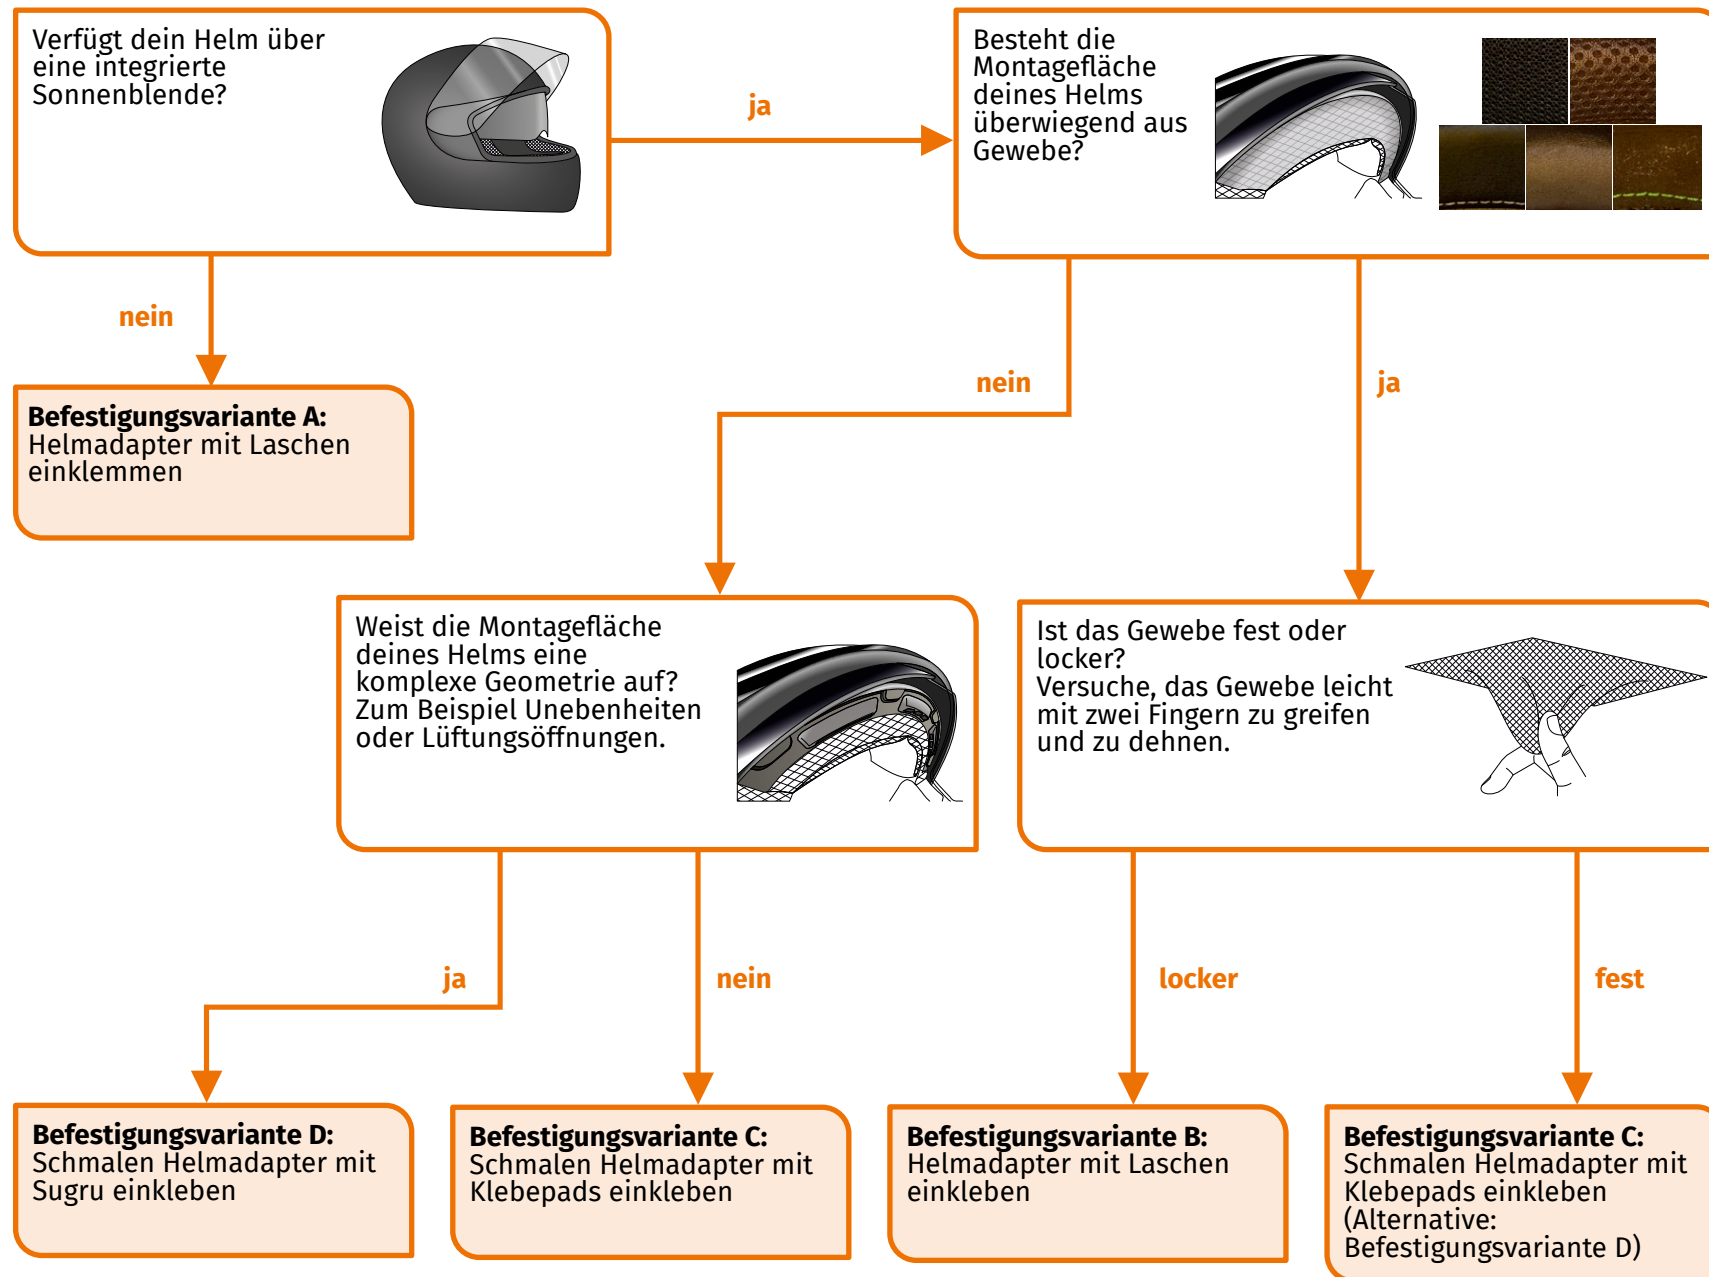 Verfügt dein Helm über
eine integrierte
Sonnenblende?
ja
Besteht die
Montagefläche
deines Helms
überwiegend aus
Gewebe?
nein
nein
ja
Befestigungsvariante A:
Helmadapter mit Laschen
einklemmen
Weist die Montagefläche
deines Helms eine
komplexe Geometrie auf?
Zum Beispiel Unebenheiten
oder Lüftungsöffnungen.
Ist das Gewebe fest oder
locker?
Versuche, das Gewebe leicht
mit zwei Fingern zu greifen
und zu dehnen.
ja
nein
locker
fest
Befestigungsvariante D:
Schmalen Helmadapter mit
Sugru einkleben
Befestigungsvariante C:
Schmalen Helmadapter mit
Klebepads einkleben
Befestigungsvariante B:
Helmadapter mit Laschen
einkleben
Befestigungsvariante C:
Schmalen Helmadapter mit
Klebepads einkleben
(Alternative:
Befestigungsvariante D)